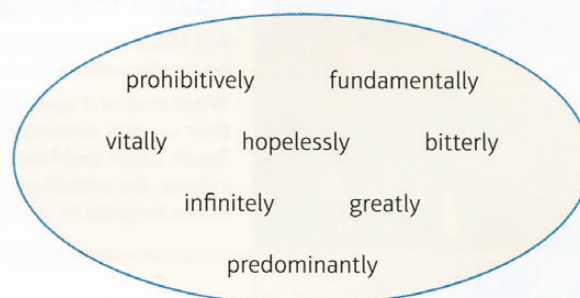 prohibitively fundamentally
vitally hopelessly bitterly
infinitely greatly
predominantly